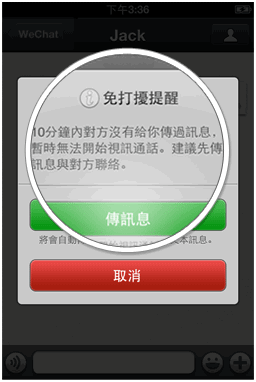 下午3:36
WeChat
Jack
免打擾提醒
10分鐘內對方沒有給你傳過訊息,
暫時無法開始視訊通話。建議先傳
訊息與對方聯絡。
傳訊息
將會自動
本訊息。
取消